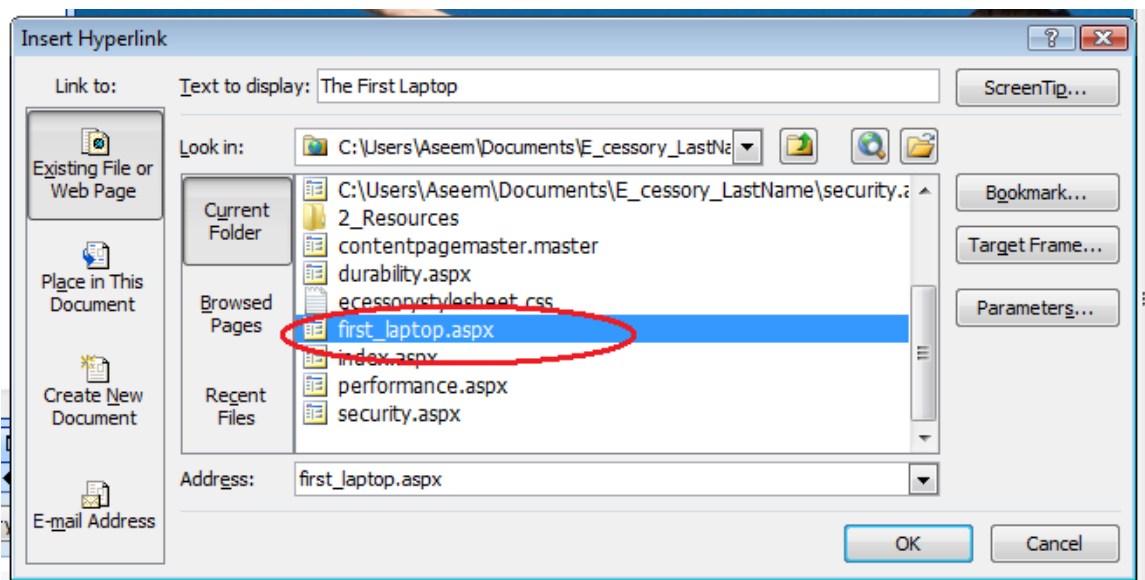 Insert Hyperlink
Link to:
Text to display: The First Laptop
ScreenTip...
Existing File or
Web Page
Look in: C:\Users\Aseem\Documents\E_cessory_LastNa
Current
Folder
C:\Users\Aseem\Documents\E_cessory_LastName\security.a
2_Resources
contentpagemaster.master
durability.aspx
ecessorystylesheet.css
first_laptop.aspx
index.aspx
performance.aspx
security.aspx
Bookmark...
Target Frame...
Parameters...
Place in This
Document
Browsed
Pages
Create New
Document
Recent
Files
E-mail Address
Address: first_laptop.aspx
OK
Cancel